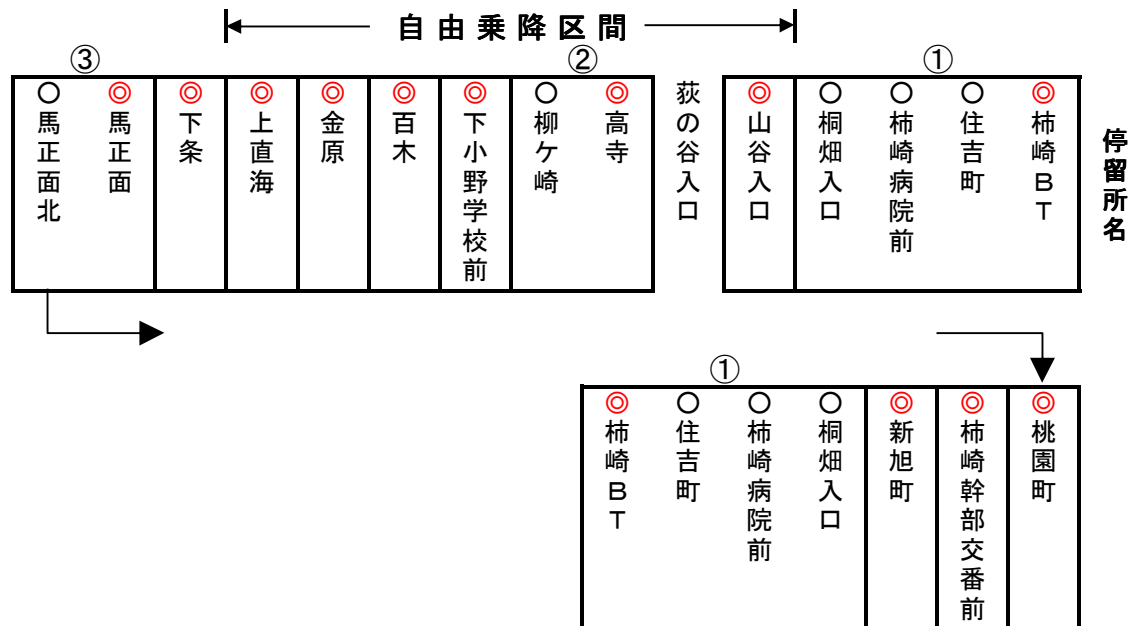 自由乗降区間
③
②
①
停留所名
◎柿崎BT
○住吉町
○柿崎病院前
○桐畑入口
◎山谷入口
荻の谷入口
◎高寺
○柳ケ崎
◎下小野学校前
◎百木
◎金原
◎上直海
◎下条
◎馬正面
○馬正面北
①
◎桃園町
◎柿崎幹部交番前
◎新旭町
○桐畑入口
○柿崎病院前
○住吉町
◎柿崎BT